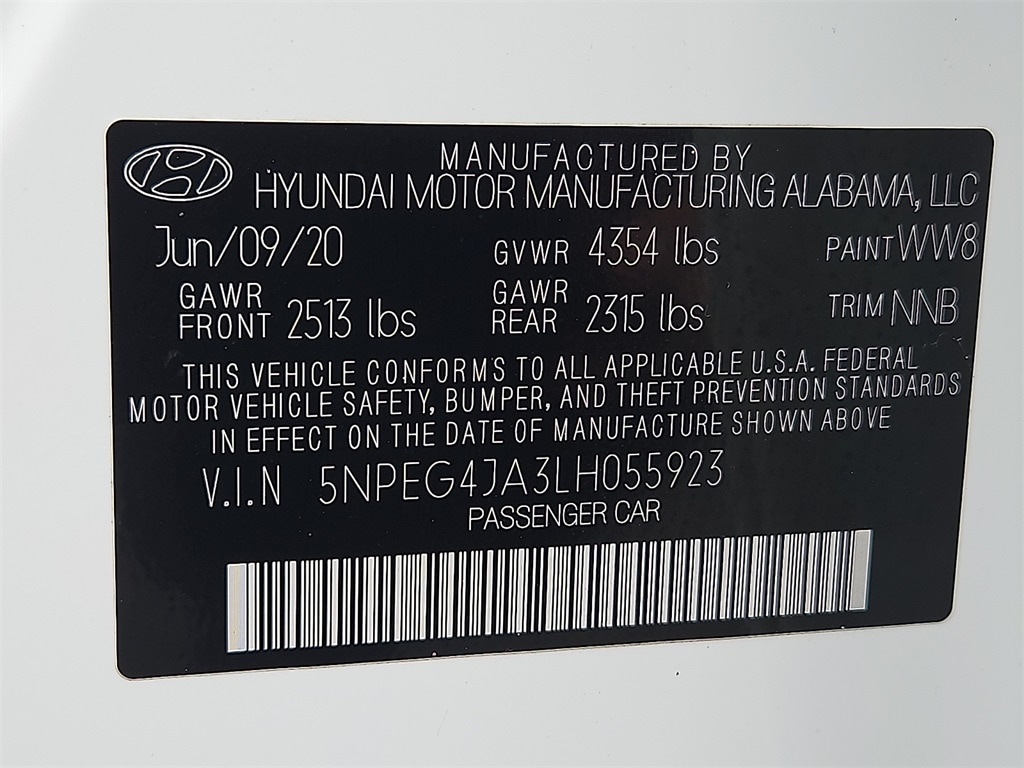 MANUFACTURED BY
HYUNDAI MOTOR MANUFACTURING ALABAMA, LLC
Jun/09/20 GVWR 4354 lbs PAINT WW8
GAWR FRONT 2513 lbs GAWR REAR 2315 lbs TRIM NNB
THIS VEHICLE CONFORMS TO ALL APPLICABLE U.S.A. FEDERAL
MOTOR VEHICLE SAFETY, BUMPER, AND THEFT PREVENTION STANDARDS
IN EFFECT ON THE DATE OF MANUFACTURE SHOWN ABOVE
V.I.N 5NPEG4JA3LH055923
PASSENGER CAR